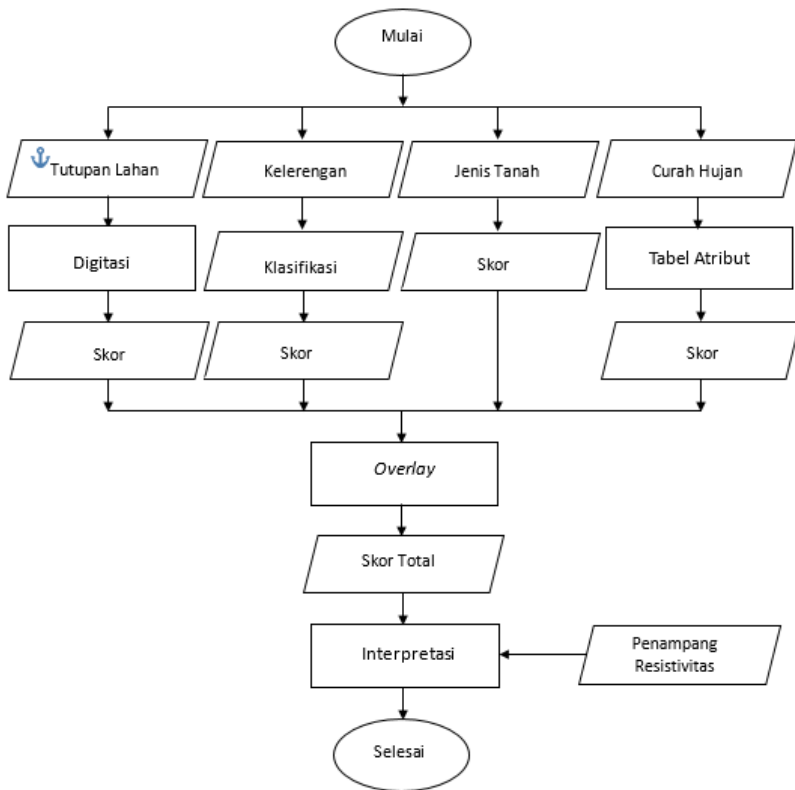 Mulai
Tutupan Lahan
Kelerengan
Jenis Tanah
Curah Hujan
Digitasi
Klasifikasi
Skor
Tabel Atribut
Skor
Skor
Skor
Overlay
Skor Total
Interpretasi
Penampang
Resistivitas
Selesai